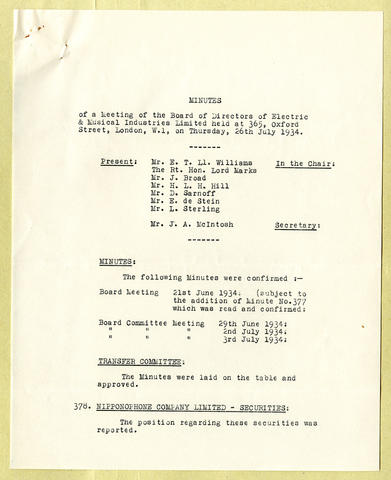 MINUTES
of a Meeting of the Board of Directors of Electric
& Musical Industries Limited held at 365, Oxford
Street, London, W.1, on Thursday, 26th July 1934.
-------
Present: Mr. E. T. Ll. Williams In the Chair:
The Rt. Hon. Lord Marks
Mr. J. Broad
Mr. H. L. H. Hill
Mr. D. Sarnoff
Mr. E. de Stein
Mr. L. Sterling
Mr. J. A. McIntosh Secretary:
-------
MINUTES:
The following Minutes were confirmed :—
Board Meeting 21st June 1934; (subject to
the addition of Minute No.377
which was read and confirmed:
Board Committee Meeting 29th June 1934;
" " " 2nd July 1934;
" " " 3rd July 1934;
TRANSFER COMMITTEE:
The Minutes were laid on the table and
approved.
378. NIPPONOPHONE COMPANY LIMITED - SECURITIES:
The position regarding these securities was
reported.